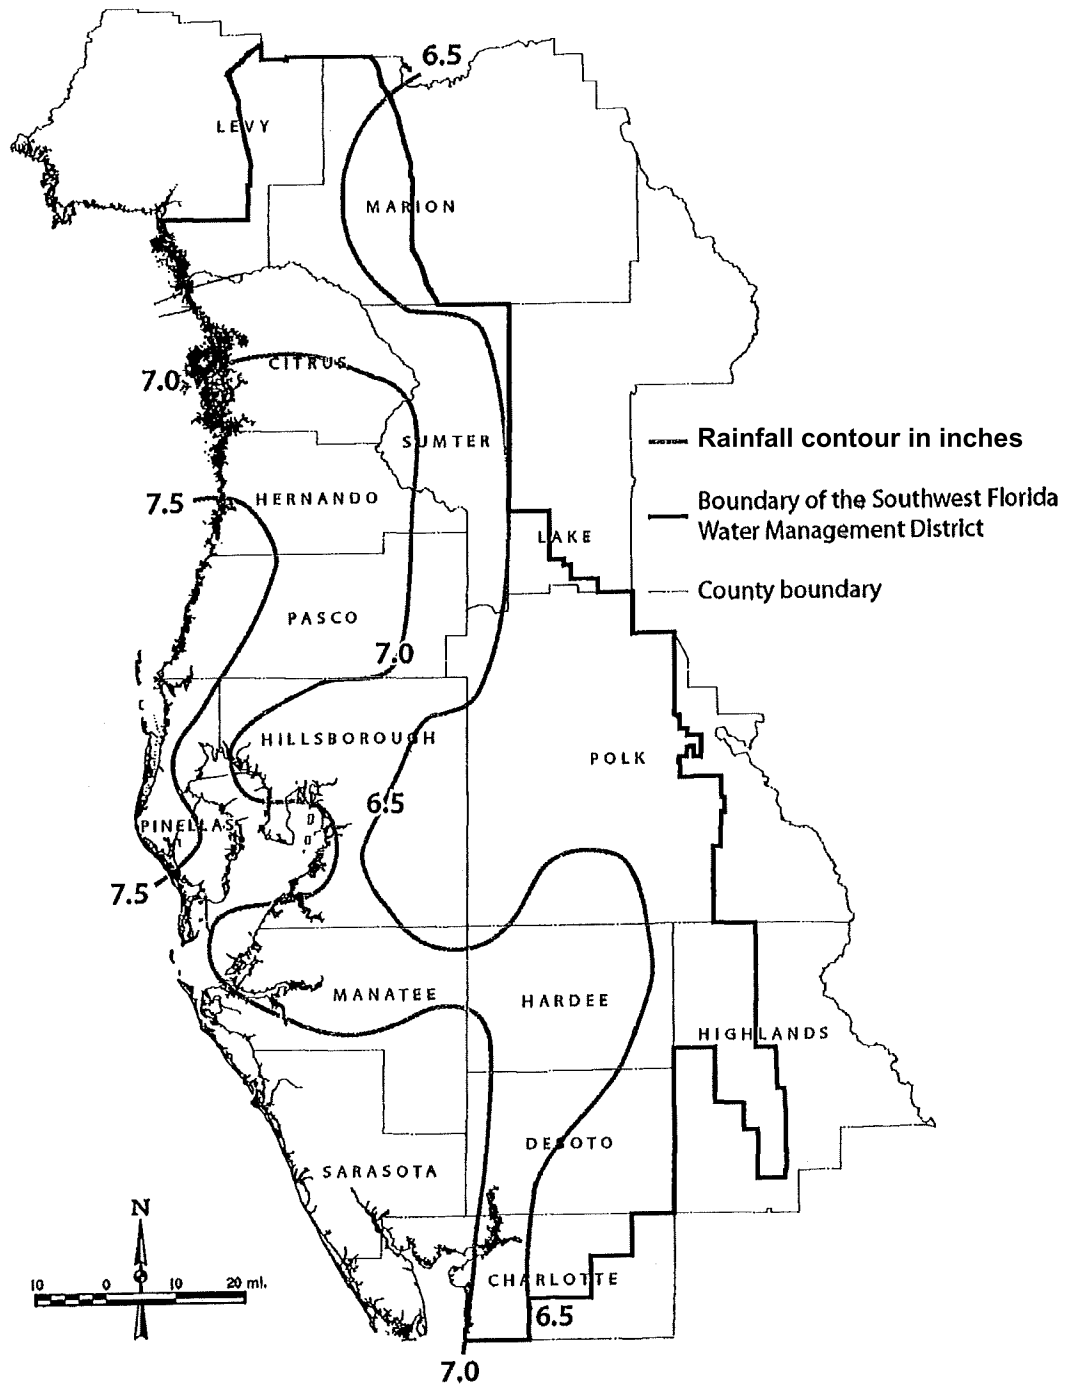 6.5
LEVY
MARION
CITRUS
7.0
SUMTER
Rainfall contour in inches
7.5
HERNANDO
Boundary of the Southwest Florida
Water Management District
LAKE
County boundary
PASCO
7.0
HILLSBOROUGH
POLK
6.5
PINELLAS
7.5
MANATEE
HARDEE
HIGHLANDS
DESOTO
SARASOTA
N
CHARLOTTE
10 0 10 20 mi.
6.5
7.0